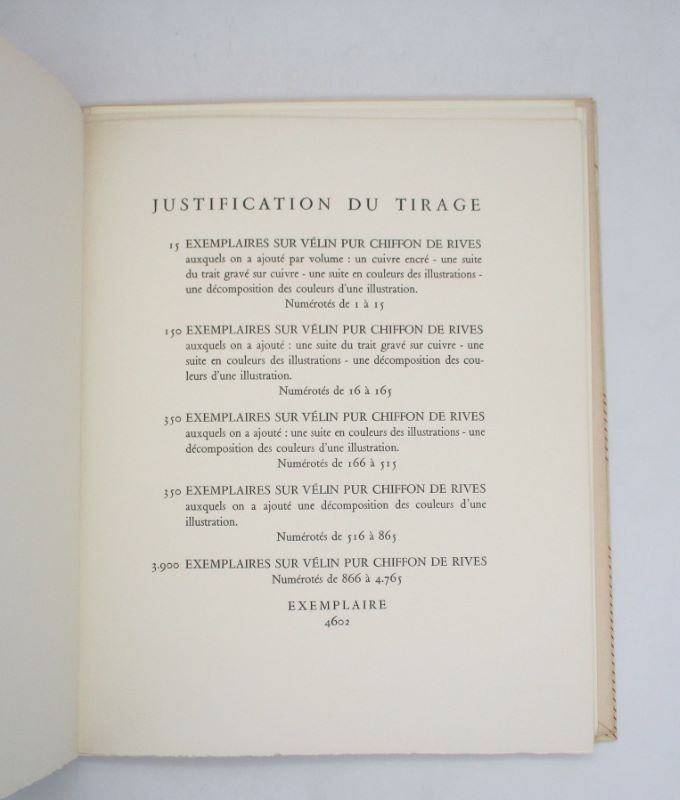 JUSTIFICATION DU TIRAGE
15 EXEMPLAIRES SUR VÉLIN PUR CHIFFON DE RIVES
auxquels on a ajouté par volume : un cuivre encré - une suite
du trait gravé sur cuivre - une suite en couleurs des illustrations -
une décomposition des couleurs d'une illustration.
Numérotés de 1 à 15
150 EXEMPLAIRES SUR VÉLIN PUR CHIFFON DE RIVES
auxquels on a ajouté : une suite du trait gravé sur cuivre - une
suite en couleurs des illustrations - une décomposition des cou-
leurs d'une illustration.
Numérotés de 16 à 165
350 EXEMPLAIRES SUR VÉLIN PUR CHIFFON DE RIVES
auxquels on a ajouté : une suite en couleurs des illustrations - une
décomposition des couleurs d'une illustration.
Numérotés de 166 à 515
350 EXEMPLAIRES SUR VÉLIN PUR CHIFFON DE RIVES
auxquels on a ajouté une décomposition des couleurs d'une
illustration.
Numérotés de 516 à 865
3.900 EXEMPLAIRES SUR VÉLIN PUR CHIFFON DE RIVES
Numérotés de 866 à 4.765
EXEMPLAIRE
4602